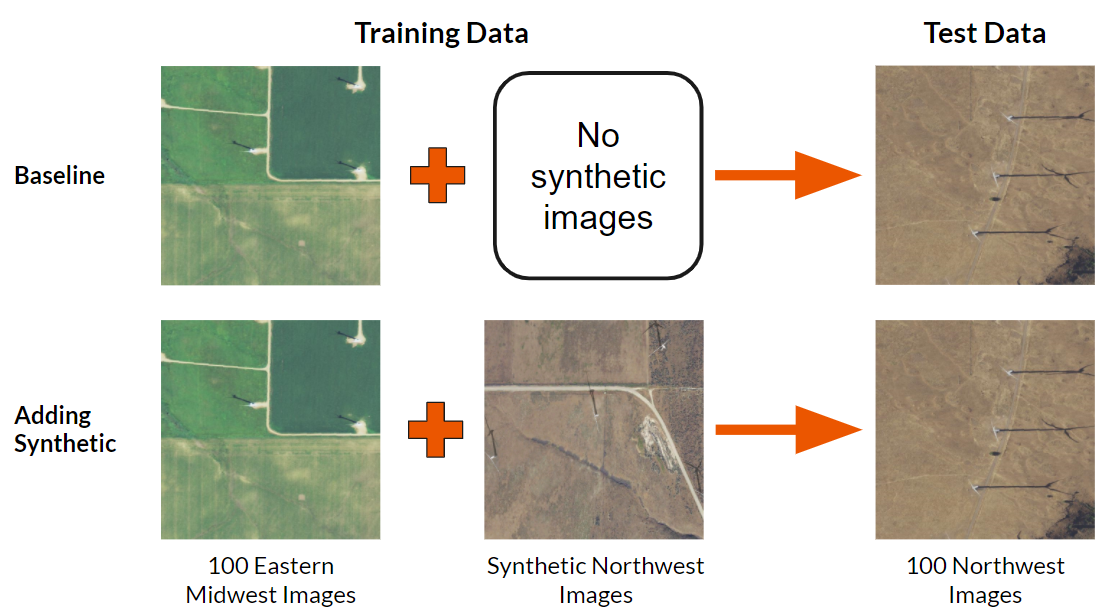 Training Data
Test Data
Baseline
No
synthetic
images
Adding
Synthetic
100 Eastern
Midwest Images
Synthetic Northwest
Images
100 Northwest
Images